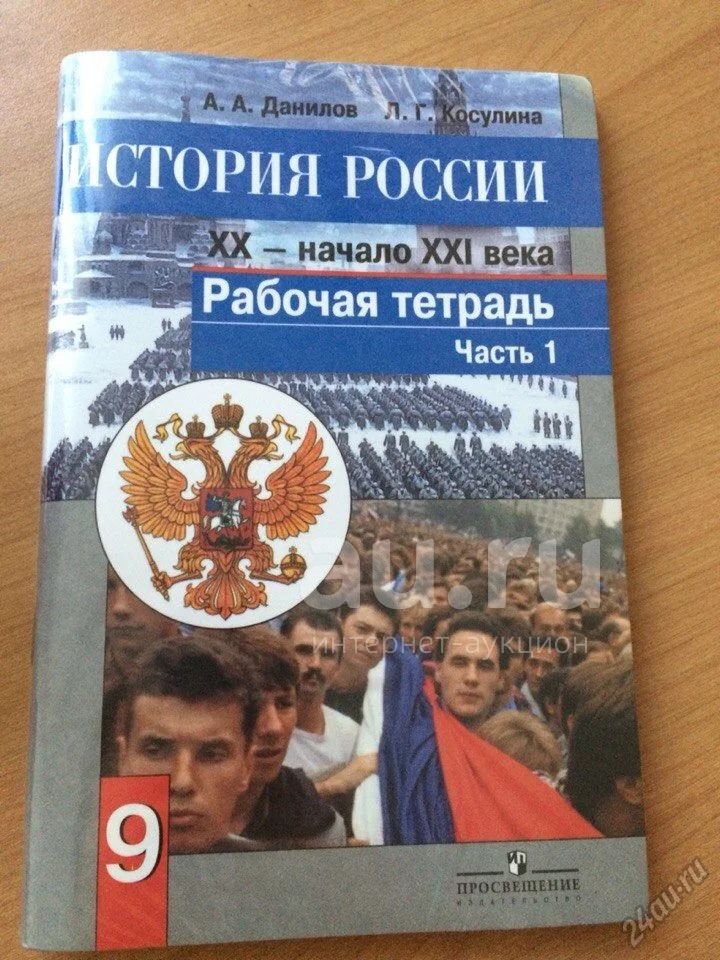 А. А. Данилов Л. Г. Косулина
ИСТОРИЯ РОССИИ
XX – начало XXI века
Рабочая тетрадь
Часть 1
au.ru
интернет-аукцион
9
ПРОСВЕЩЕНИЕ
ИЗДАТЕЛЬСТВО
24au.ru